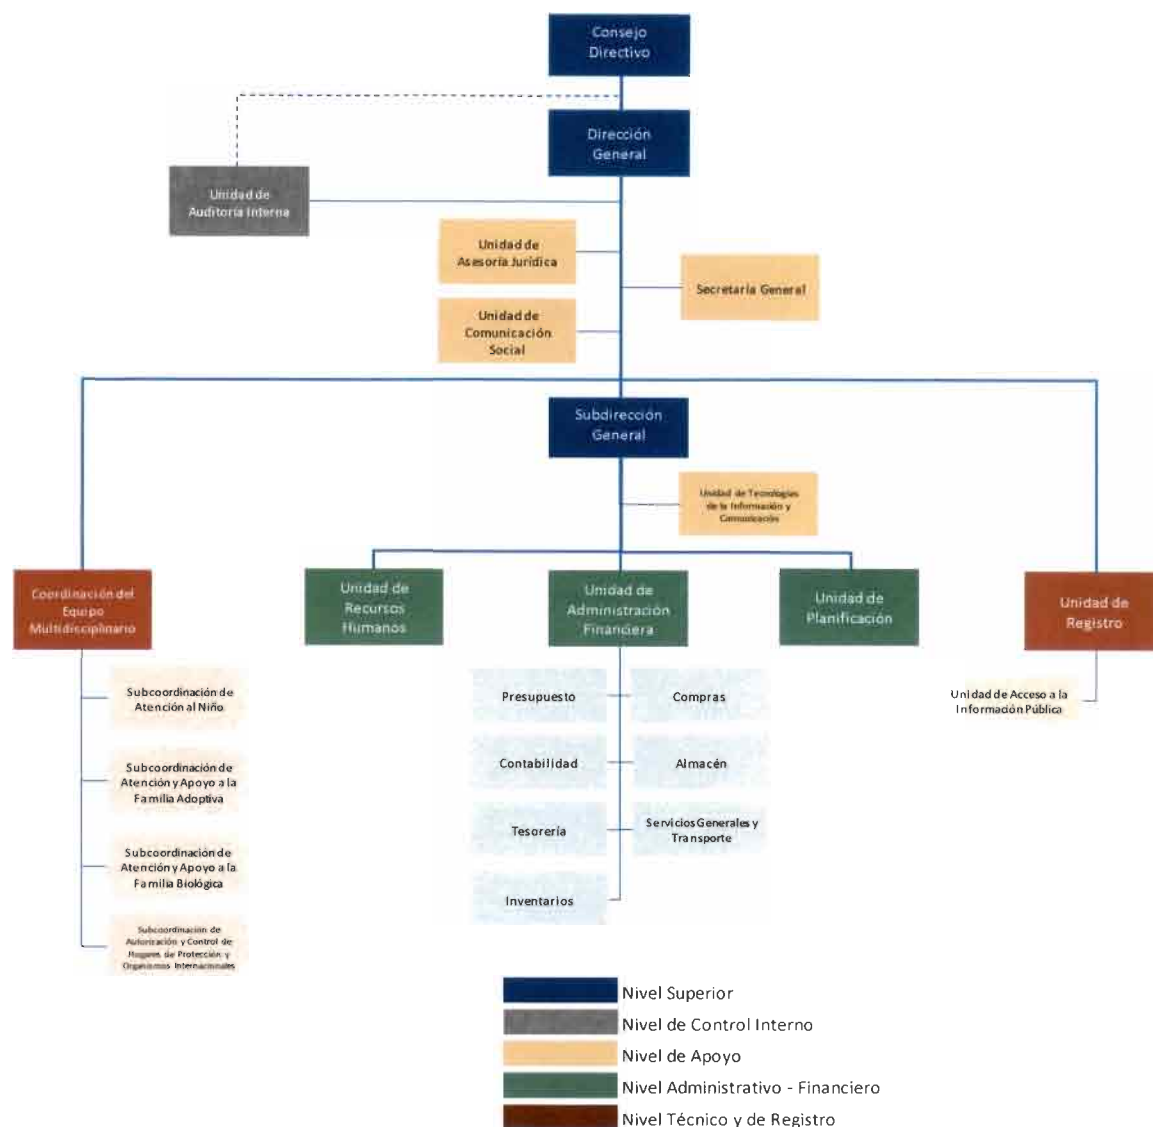 Consejo
Directivo
Dirección
General
Unidad de
Auditoría Interna
Unidad de
Asesoría Jurídica
Secretaría General
Unidad de
Comunicación
Social
Subdirección
General
Unidad de Tecnologías
de la Información y
Comunicación
Coordinación del
Equipo
Multidisciplinario
Unidad de
Recursos
Humanos
Unidad de
Administración
Financiera
Unidad de
Planificación
Unidad de
Registro
Subcoordinación de
Atención al Niño
Subcoordinación de
Atención y Apoyo a la
Familia Adoptiva
Subcoordinación de
Atención y Apoyo a la
Familia Biológica
Subcoordinación de
Autorización y Control de
Hogares de Protección y
Organismos Internacionales
Presupuesto
Compras
Contabilidad
Almacén
Tesorería
Servicios Generales y
Transporte
Inventarios
Unidad de Acceso a la
Información Pública
Nivel Superior
Nivel de Control Interno
Nivel de Apoyo
Nivel Administrativo - Financiero
Nivel Técnico y de Registro